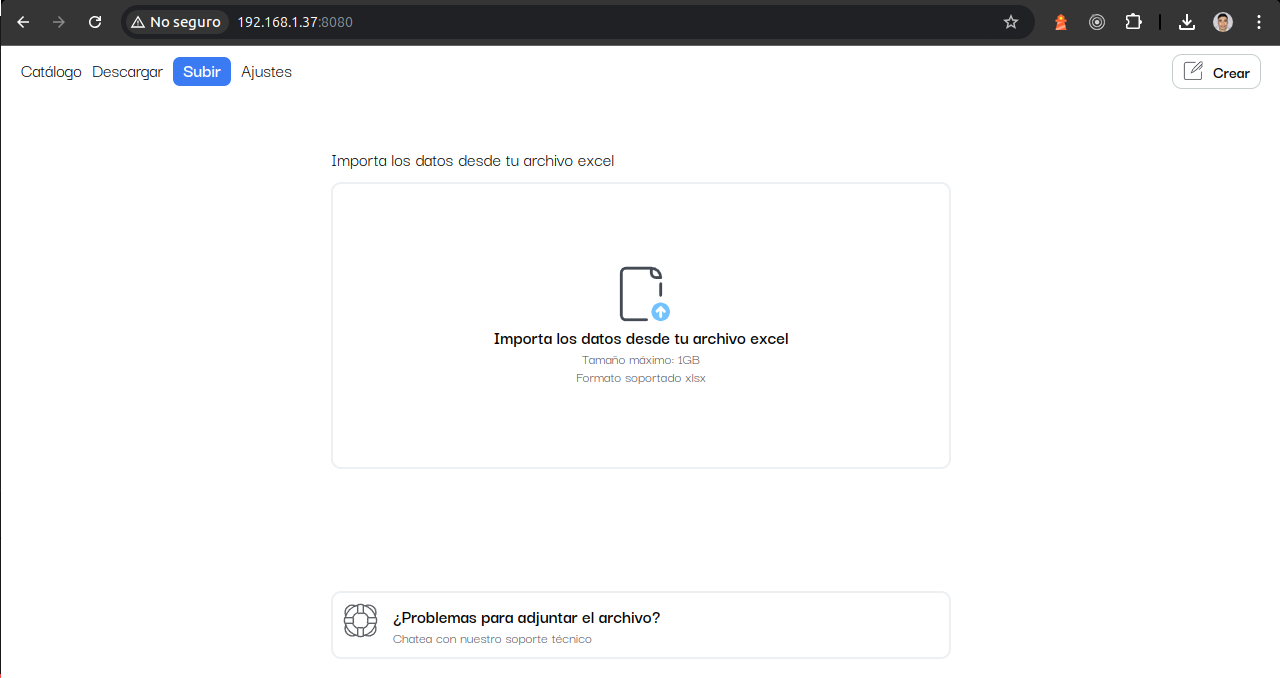 No seguro 192.168.1.37:8080
Catálogo Descargar Subir Ajustes Crear
Importa los datos desde tu archivo excel
Importa los datos desde tu archivo excel
Tamaño máximo: 1GB
Formato soportado xlsx
¿Problemas para adjuntar el archivo?
Chatea con nuestro soporte técnico